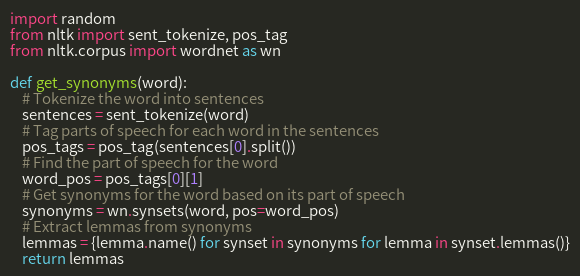 import random
from nltk import sent_tokenize, pos_tag
from nltk.corpus import wordnet as wn

def get_synonyms(word):
    # Tokenize the word into sentences
    sentences = sent_tokenize(word)
    # Tag parts of speech for each word in the sentences
    pos_tags = pos_tag(sentences[0].split())
    # Find the part of speech for the word
    word_pos = pos_tags[0][1]
    # Get synonyms for the word based on its part of speech
    synonyms = wn.synsets(word, pos=word_pos)
    # Extract lemmas from synonyms
    lemmas = {lemma.name() for synset in synonyms for lemma in synset.lemmas()}
    return lemmas